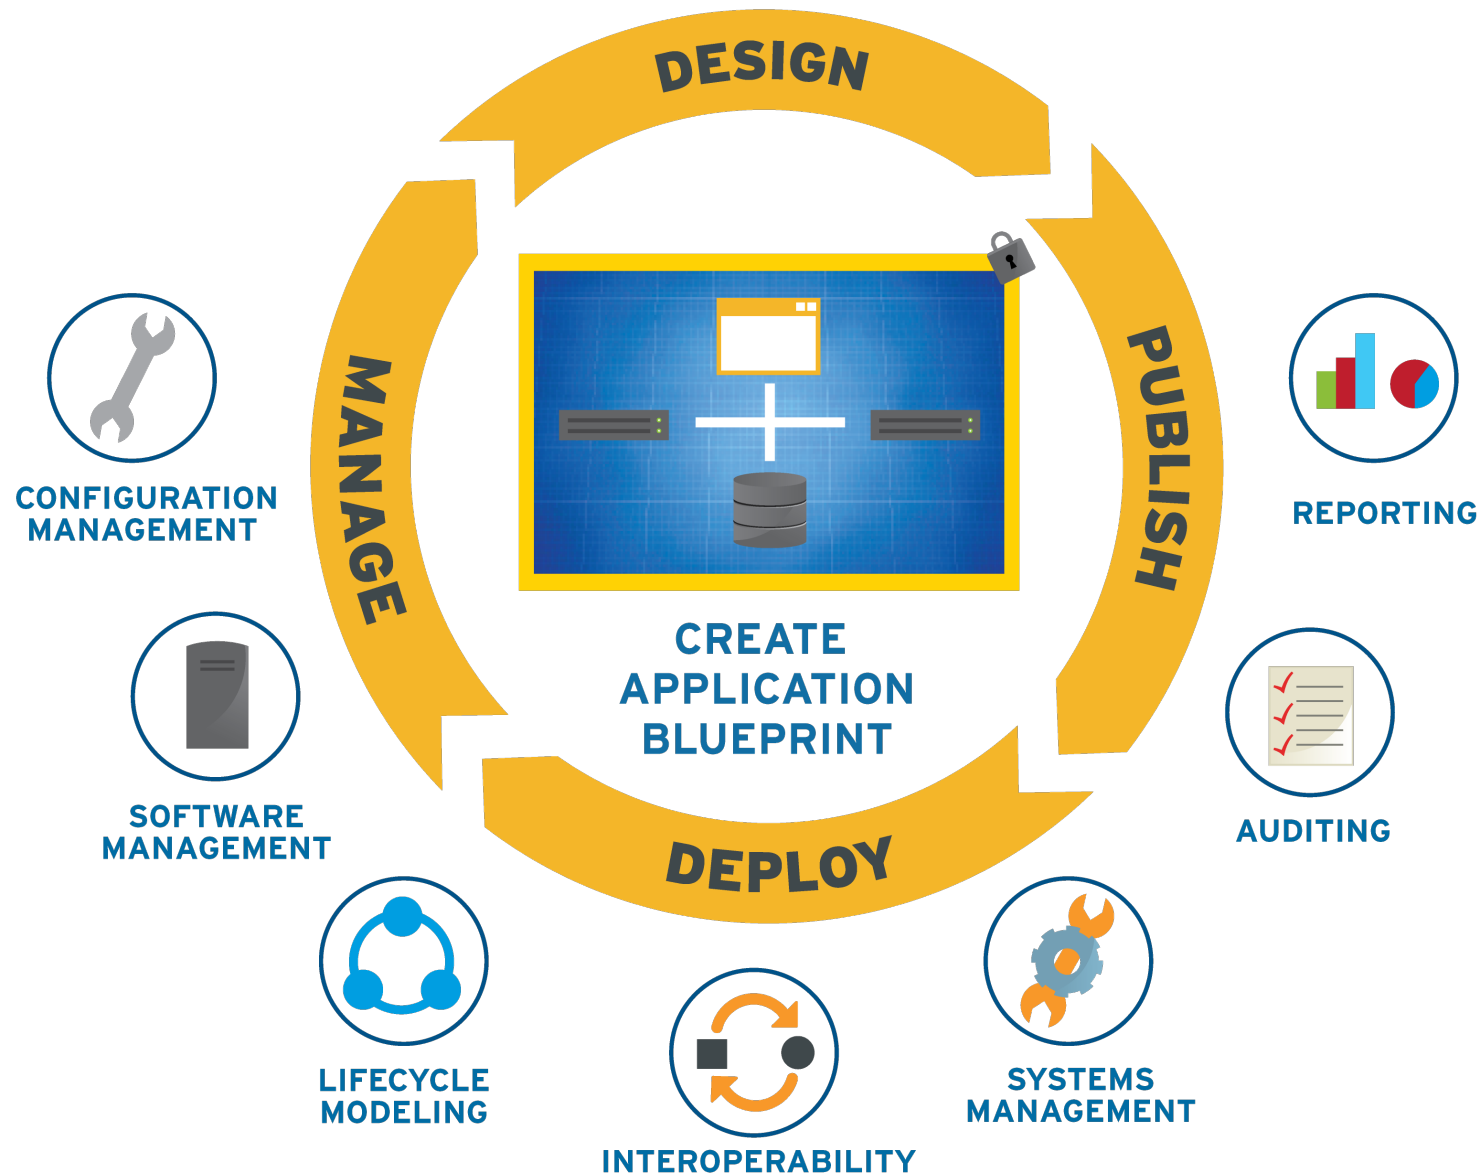 DESIGN
PUBLISH
MANAGE
CREATE
APPLICATION
BLUEPRINT
DEPLOY
CONFIGURATION
MANAGEMENT
SOFTWARE
MANAGEMENT
LIFECYCLE
MODELING
INTEROPERABILITY
SYSTEMS
MANAGEMENT
AUDITING
REPORTING